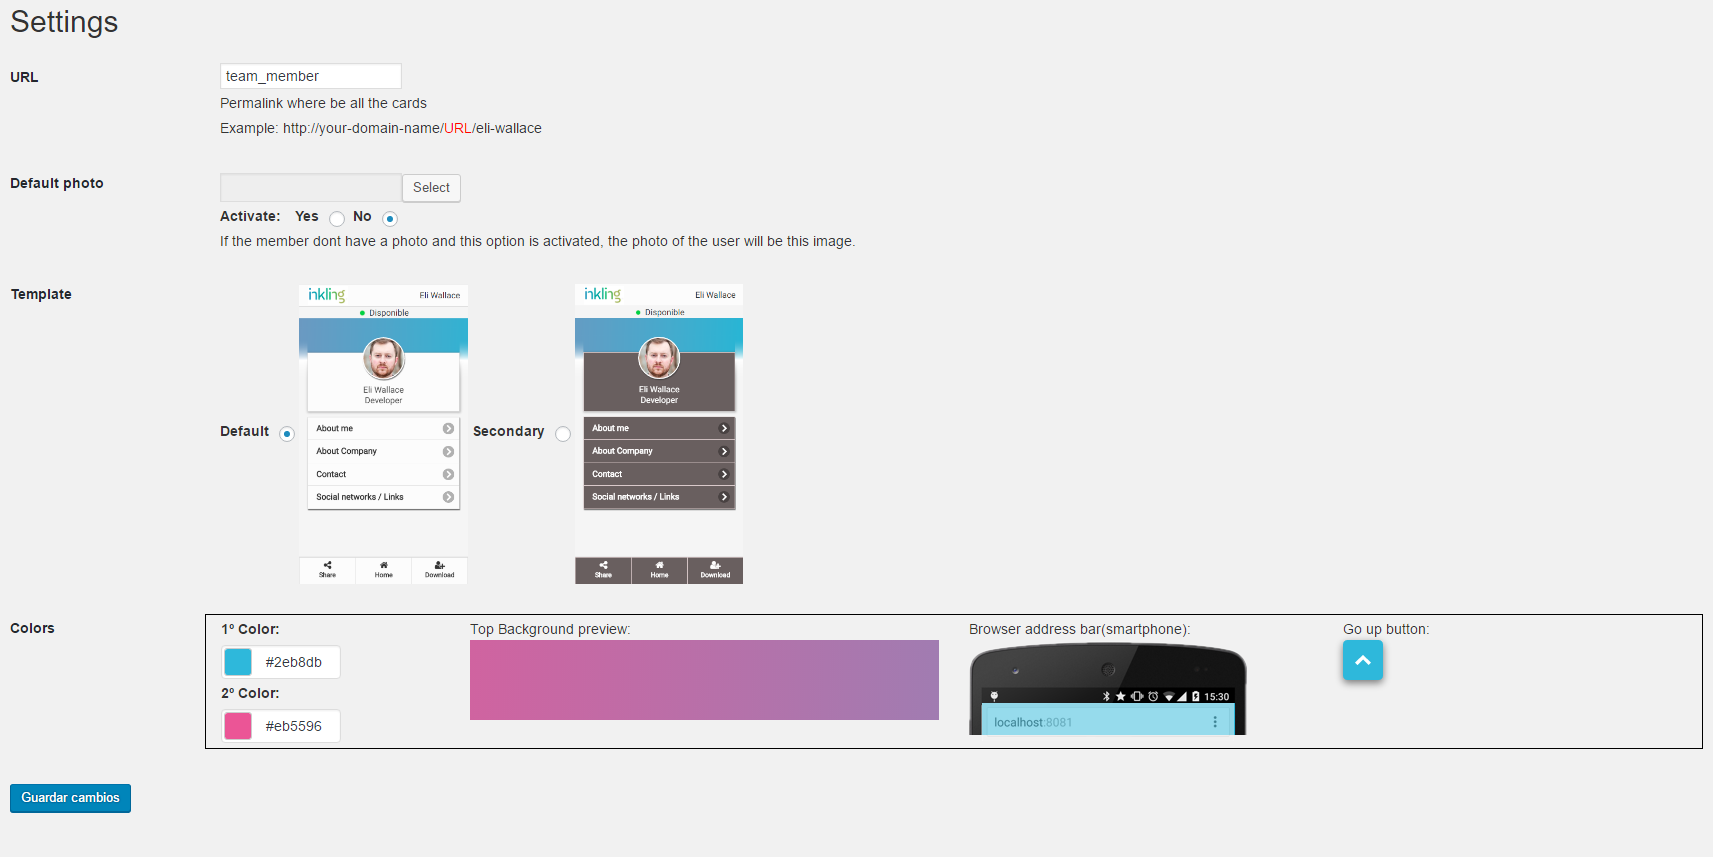 Settings
URL
team_member
Permalink where be all the cards
Example: http://your-domain-name/URL/eli-wallace
Default photo
Select
Activate: Yes No
If the member dont have a photo and this option is activated, the photo of the user will be this image.
Template
Default
inkling Eli Wallace
Disponible
Eli Wallace
Developer
About me
About Company
Contact
Social networks / Links
Share Home Download
Secondary
inkling Eli Wallace
Disponible
Eli Wallace
Developer
About me
About Company
Contact
Social networks / Links
Share Home Download
Colors
1º Color:
#2eb8db
2º Color:
#eb5596
Top Background preview:
Browser address bar(smartphone):
15:30
localhost:8081
Go up button:
Guardar cambios